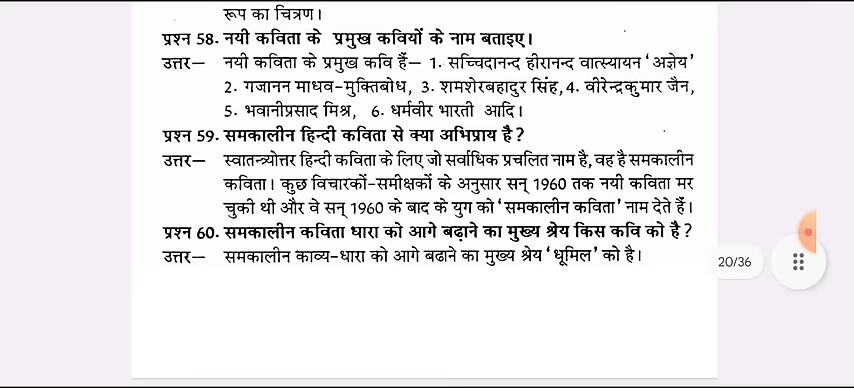 रूप का चित्रण।
प्रश्न 58. नयी कविता के प्रमुख कवियों के नाम बताइए।
उत्तर— नयी कविता के प्रमुख कवि हैं— 1. सच्चिदानन्द हीरानन्द वात्स्यायन ‘अज्ञेय’
2. गजानन माधव-मुक्तिबोध, 3. शमशेरबहादुर सिंह, 4. वीरेन्द्रकुमार जैन,
5. भवानीप्रसाद मिश्र, 6. धर्मवीर भारती आदि।
प्रश्न 59. समकालीन हिन्दी कविता से क्या अभिप्राय है?
उत्तर— स्वातन्त्र्योत्तर हिन्दी कविता के लिए जो सर्वाधिक प्रचलित नाम है, वह है समकालीन
कविता। कुछ विचारकों-समीक्षकों के अनुसार सन् 1960 तक नयी कविता मर
चुकी थी और वे सन् 1960 के बाद के युग को ‘समकालीन कविता’ नाम देते हैं।
प्रश्न 60. समकालीन कविता धारा को आगे बढ़ाने का मुख्य श्रेय किस कवि को है?
उत्तर— समकालीन काव्य-धारा को आगे बढाने का मुख्य श्रेय ‘धूमिल’ को है।
20/36